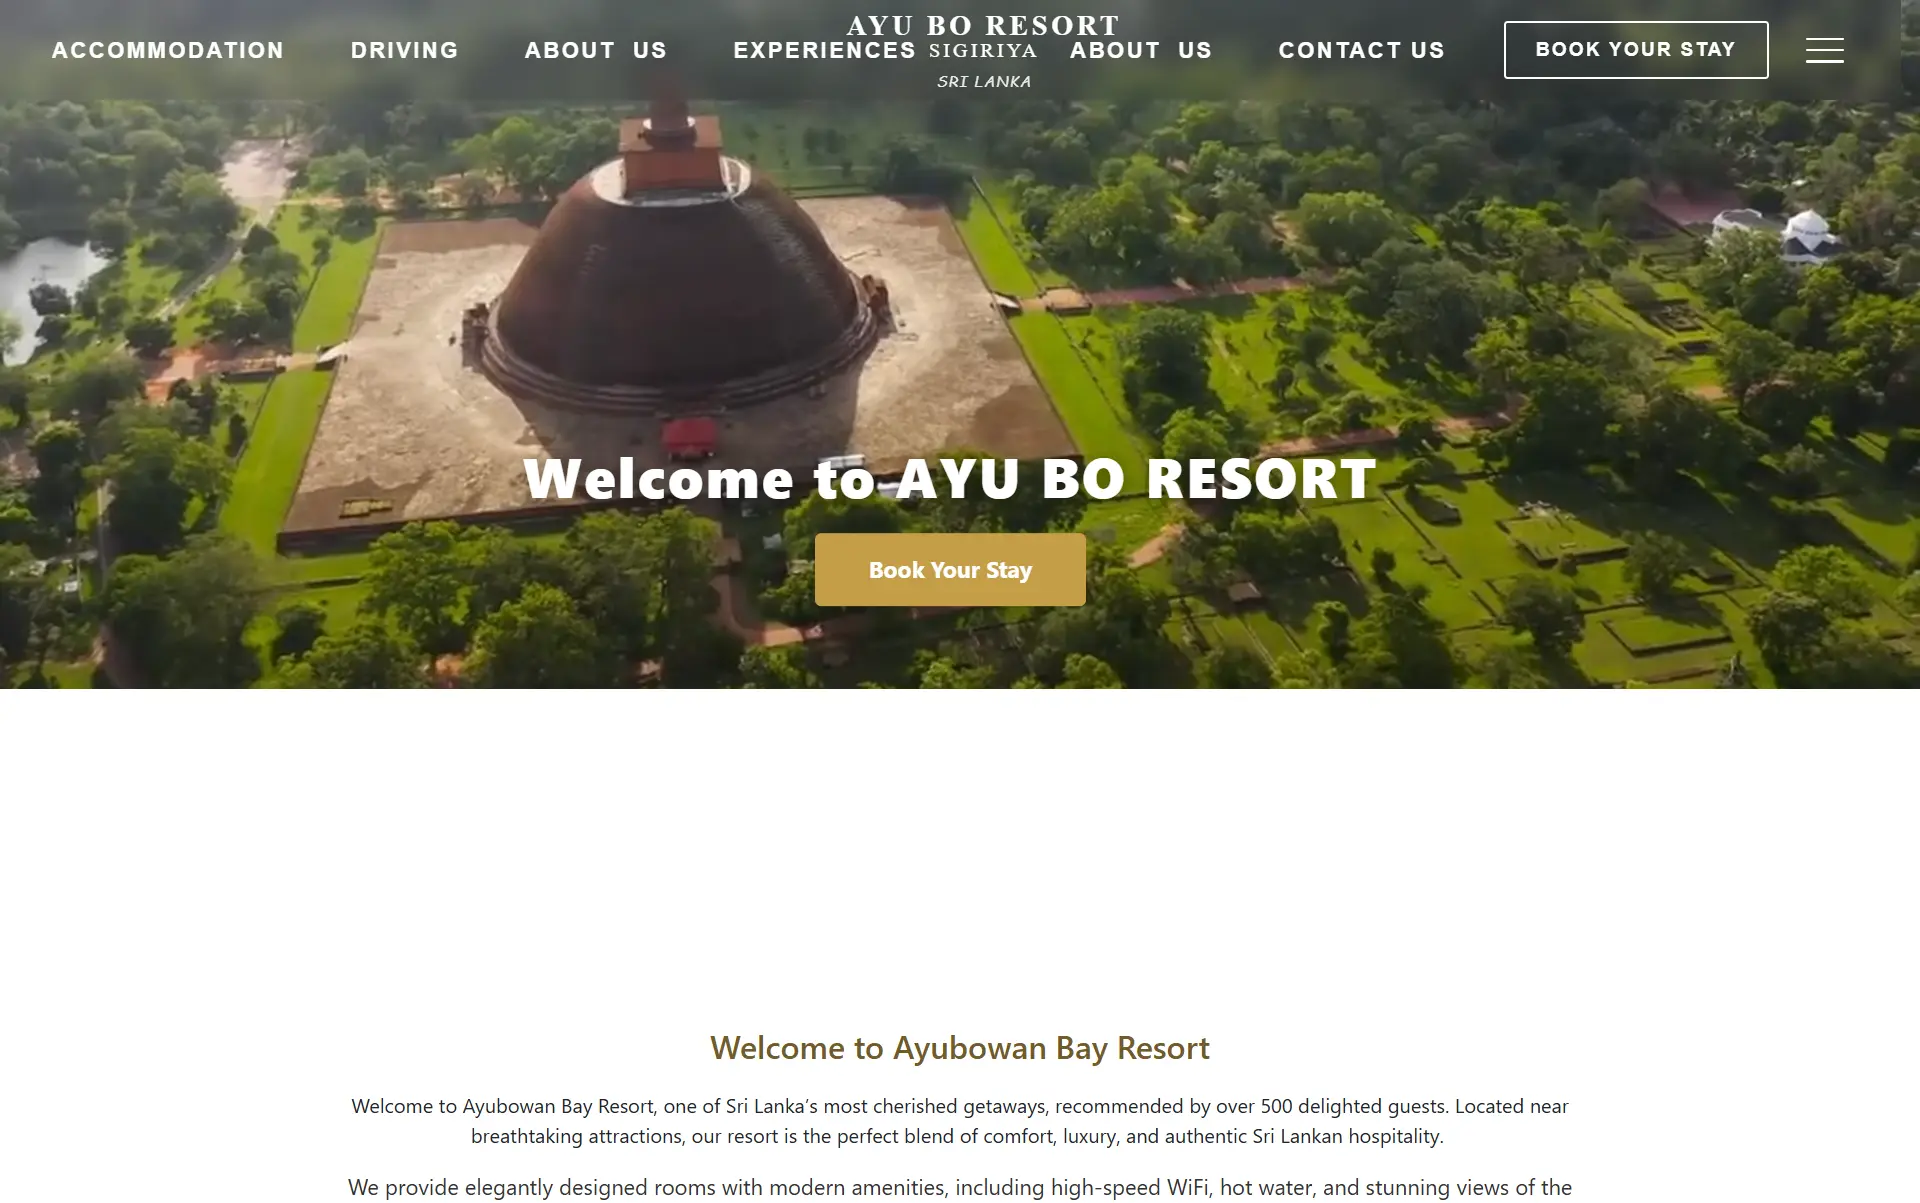 AYU BO RESORT
ACCOMMODATION DRIVING ABOUT US EXPERIENCES SIGIRIYA ABOUT US CONTACT US BOOK YOUR STAY
SRI LANKA
Welcome to AYU BO RESORT
Book Your Stay
Welcome to Ayubowan Bay Resort
Welcome to Ayubowan Bay Resort, one of Sri Lanka’s most cherished getaways, recommended by over 500 delighted guests. Located near
breathtaking attractions, our resort is the perfect blend of comfort, luxury, and authentic Sri Lankan hospitality.
We provide elegantly designed rooms with modern amenities, including high-speed WiFi, hot water, and stunning views of the